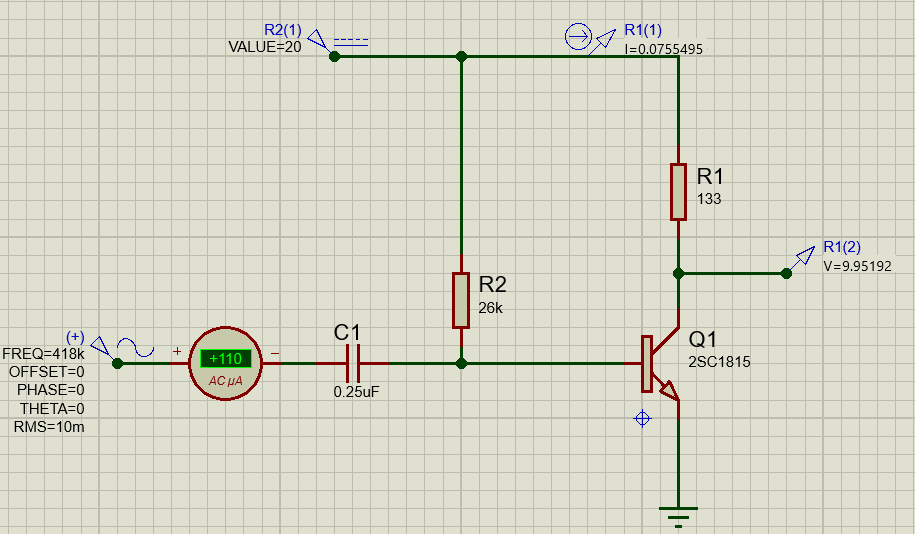 R2(1)
VALUE=20
R1(1)
I=0.0755495
R1
133
R1(2)
V=9.95192
R2
26k
(+)
FREQ=418k
OFFSET=0
PHASE=0
THETA=0
RMS=10m
+
+110
AC µA
−
C1
0.25uF
Q1
2SC1815